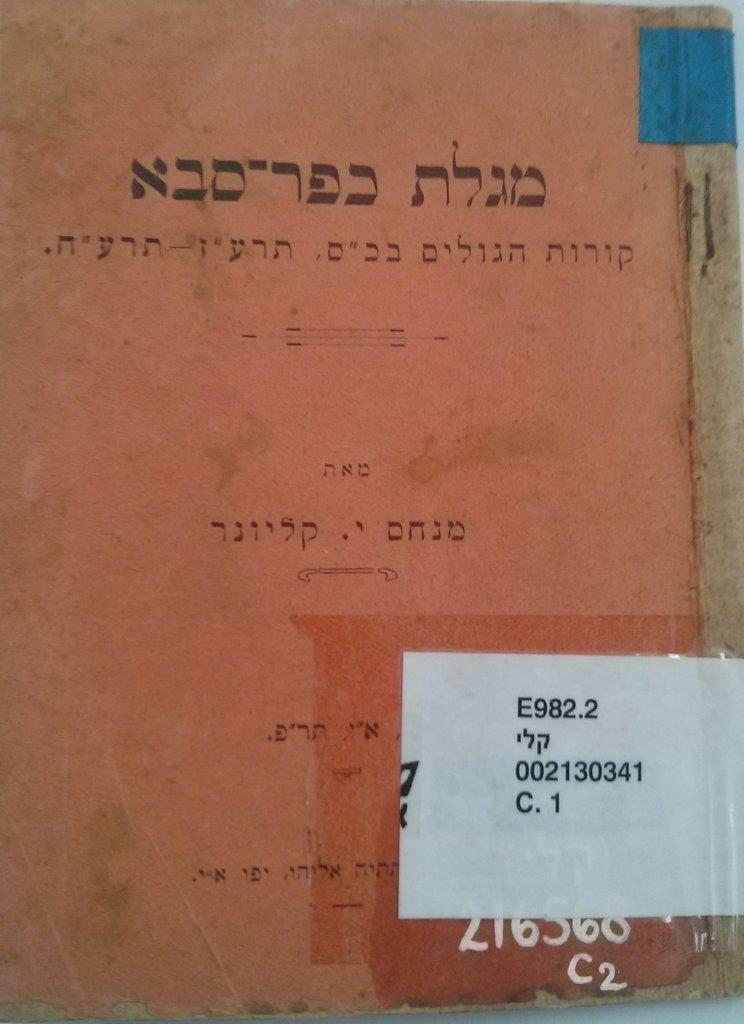 מגלת כפר־סבא
קורות הגולים בכ"ס, תרע"ז—תרע"ח.
מאת
מנחם י. קליונר
א"י, תר"פ.
אליהו, יפו א"י.
E982.2
קלי
002130341
C. 1
קלי
216568
C2